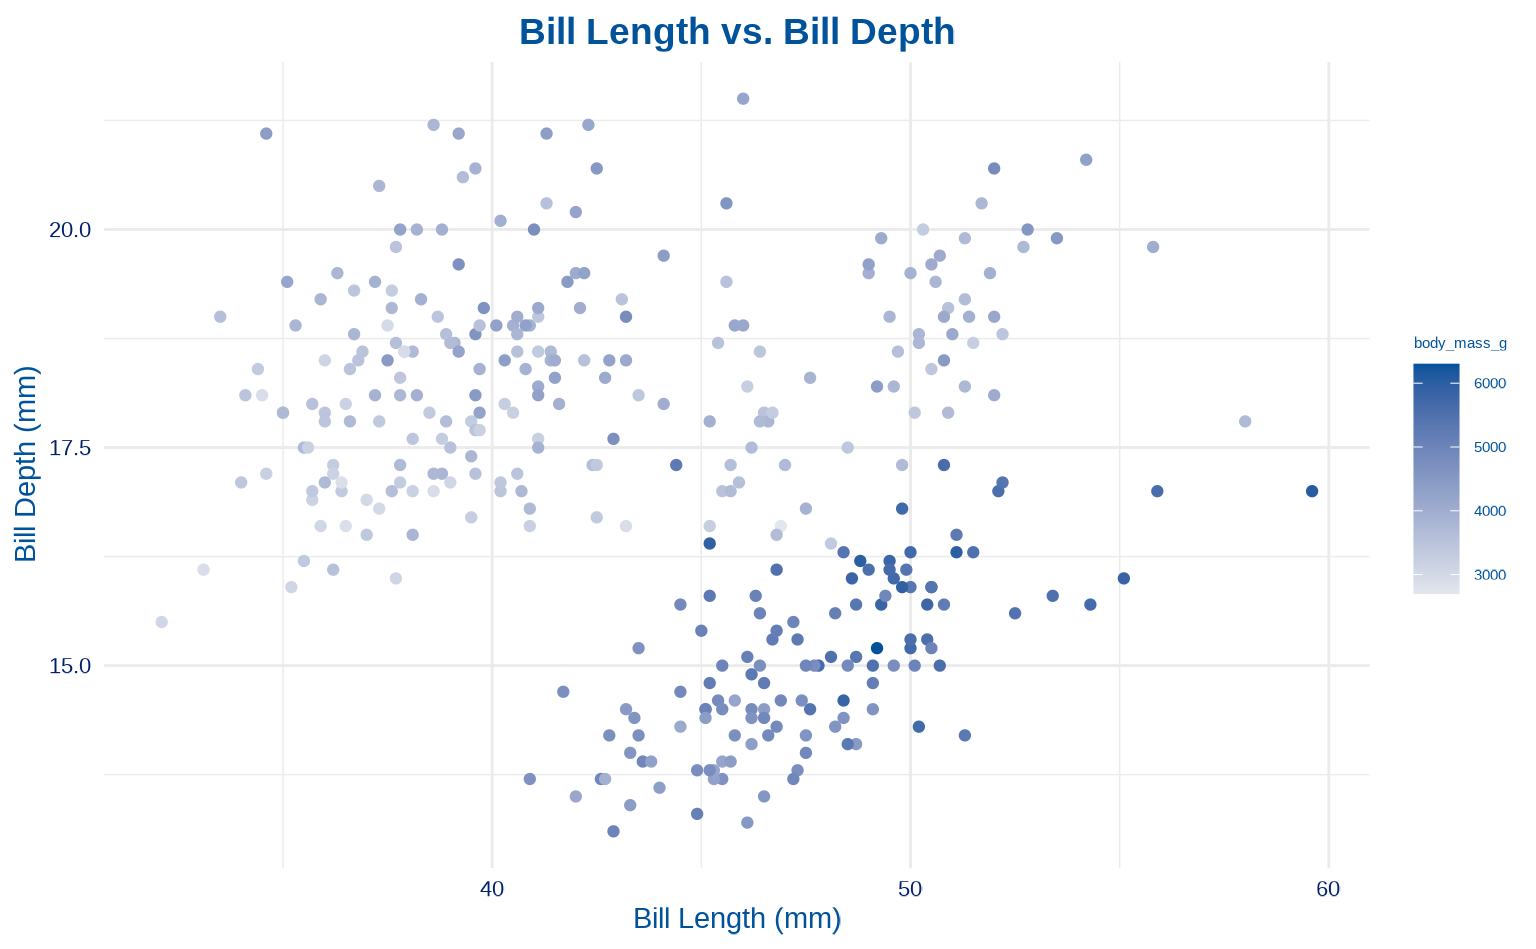 Bill Length vs. Bill Depth
Bill Depth (mm)
20.0
17.5
15.0
40
50
60
Bill Length (mm)
body_mass_g
6000
5000
4000
3000